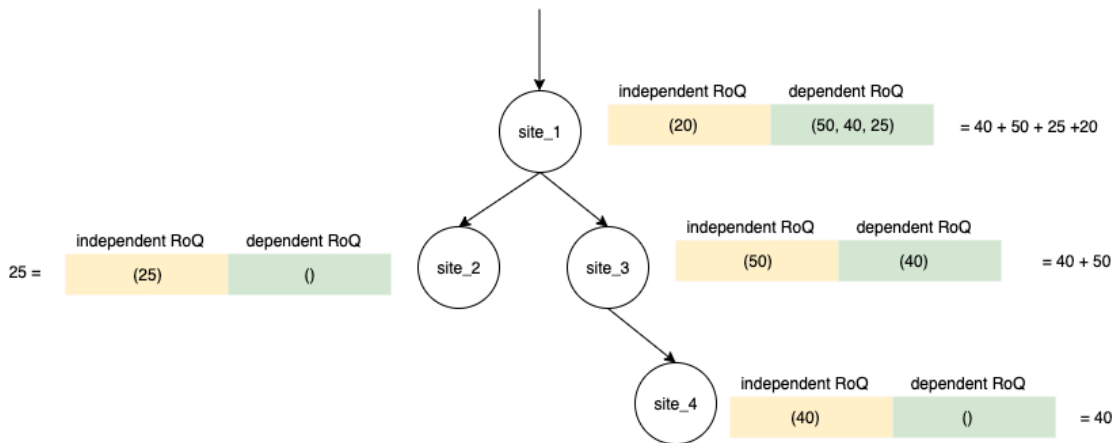 independent RoQ dependent RoQ
site_1 (20) (50, 40, 25) = 40 + 50 + 25 +20
independent RoQ dependent RoQ independent RoQ dependent RoQ
25 = (25) () site_2 site_3 (50) (40) = 40 + 50
independent RoQ dependent RoQ
site_4 (40) () = 40